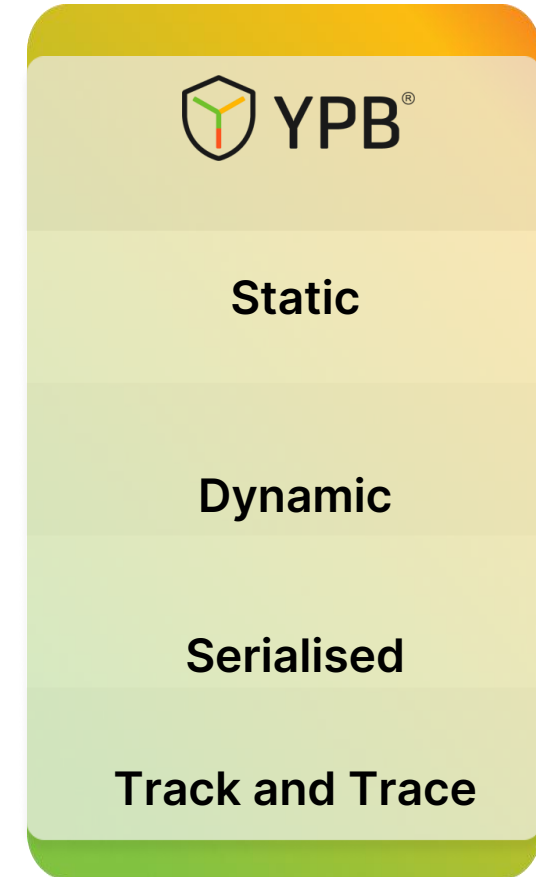 YPB®
Static
Dynamic
Serialised
Track and Trace